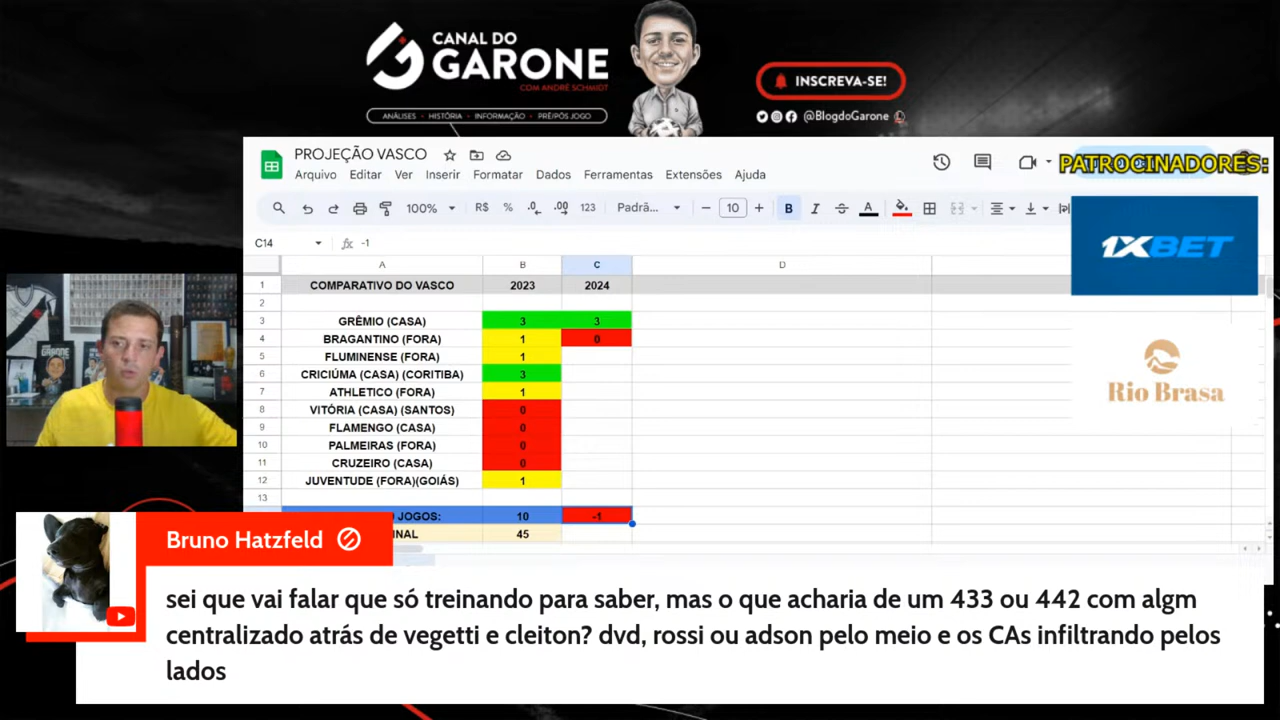 CANAL DO
GARONE
COM ANDRÉ SCHMIDT
ANÁLISES • HISTÓRIA • INFORMAÇÃO • PRÉ/PÓS JOGO
INSCREVA-SE!
@BlogdoGarone
PROJEÇÃO VASCO
Arquivo Editar Ver Inserir Formatar Dados Ferramentas Extensões Ajuda
PATROCINADORES:
100% R$ % .0 .00 123 Padrã... − 10 + B I A
C14 fx -1
A B C D
1 COMPARATIVO DO VASCO 2023 2024
2
3 GRÊMIO (CASA) 3 3
4 BRAGANTINO (FORA) 1 0
5 FLUMINENSE (FORA) 1
6 CRICIÚMA (CASA) (CORITIBA) 3
7 ATHLETICO (FORA) 1
8 VITÓRIA (CASA) (SANTOS) 0
9 FLAMENGO (CASA) 0
10 PALMEIRAS (FORA) 0
11 CRUZEIRO (CASA) 0
12 JUVENTUDE (FORA)(GOIÁS) 1
13
JOGOS: 10 -1
INAL 45
1XBET
Rio Brasa
GARONE
Bruno Hatzfeld
sei que vai falar que só treinando para saber, mas o que acharia de um 433 ou 442 com algm
centralizado atrás de vegetti e cleiton? dvd, rossi ou adson pelo meio e os CAs infiltrando pelos
lados